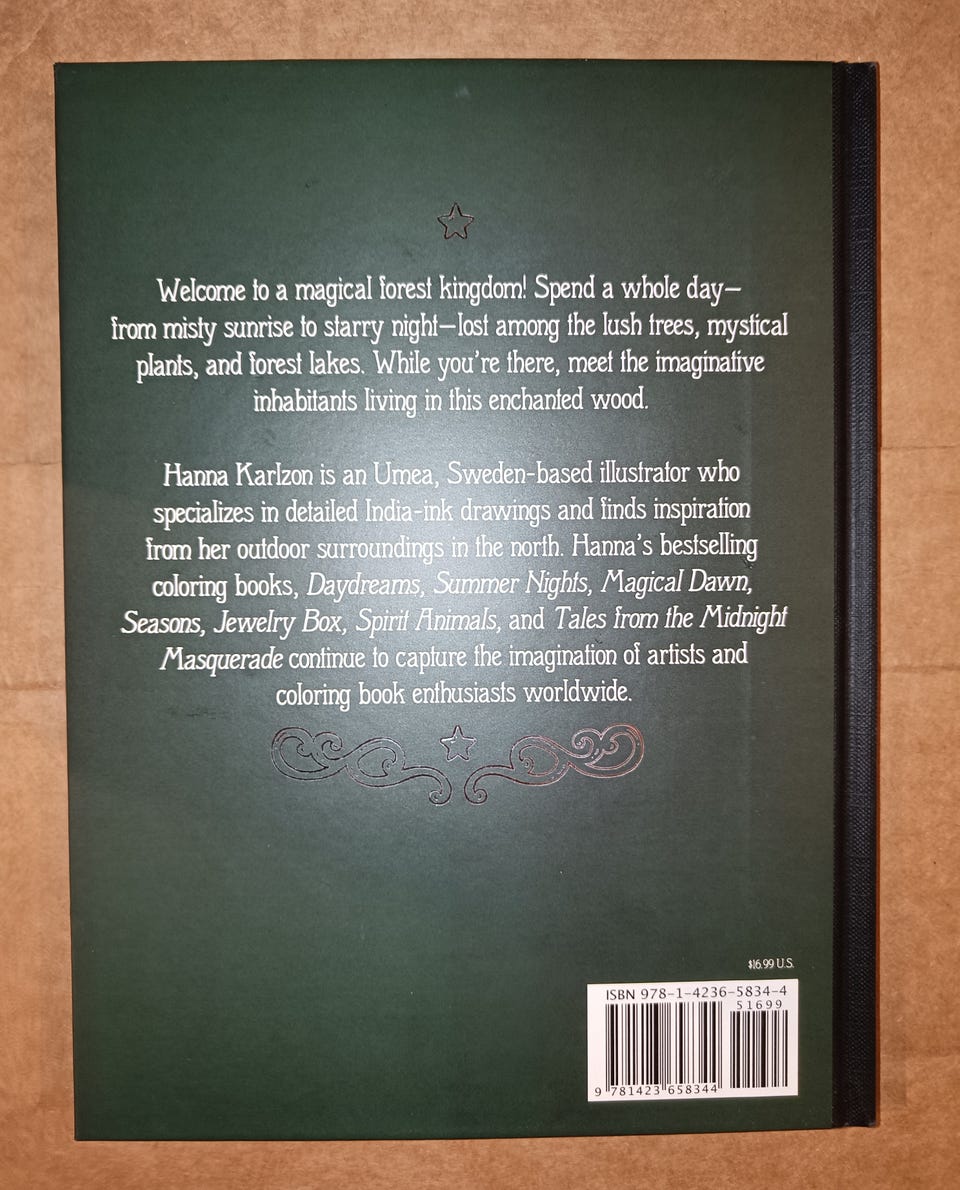 Welcome to a magical forest kingdom! Spend a whole day—
from misty sunrise to starry night—lost among the lush trees, mystical
plants, and forest lakes. While you're there, meet the imaginative
inhabitants living in this enchanted wood.
Hanna Karlzon is an Umea, Sweden-based illustrator who
specializes in detailed India-ink drawings and finds inspiration
from her outdoor surroundings in the north. Hanna's bestselling
coloring books, Daydreams, Summer Nights, Magical Dawn,
Seasons, Jewelry Box, Spirit Animals, and Tales from the Midnight
Masquerade continue to capture the imagination of artists and
coloring book enthusiasts worldwide.
$16.99 U.S.
ISBN 978-1-4236-5834-4
51699
9 781423 658344